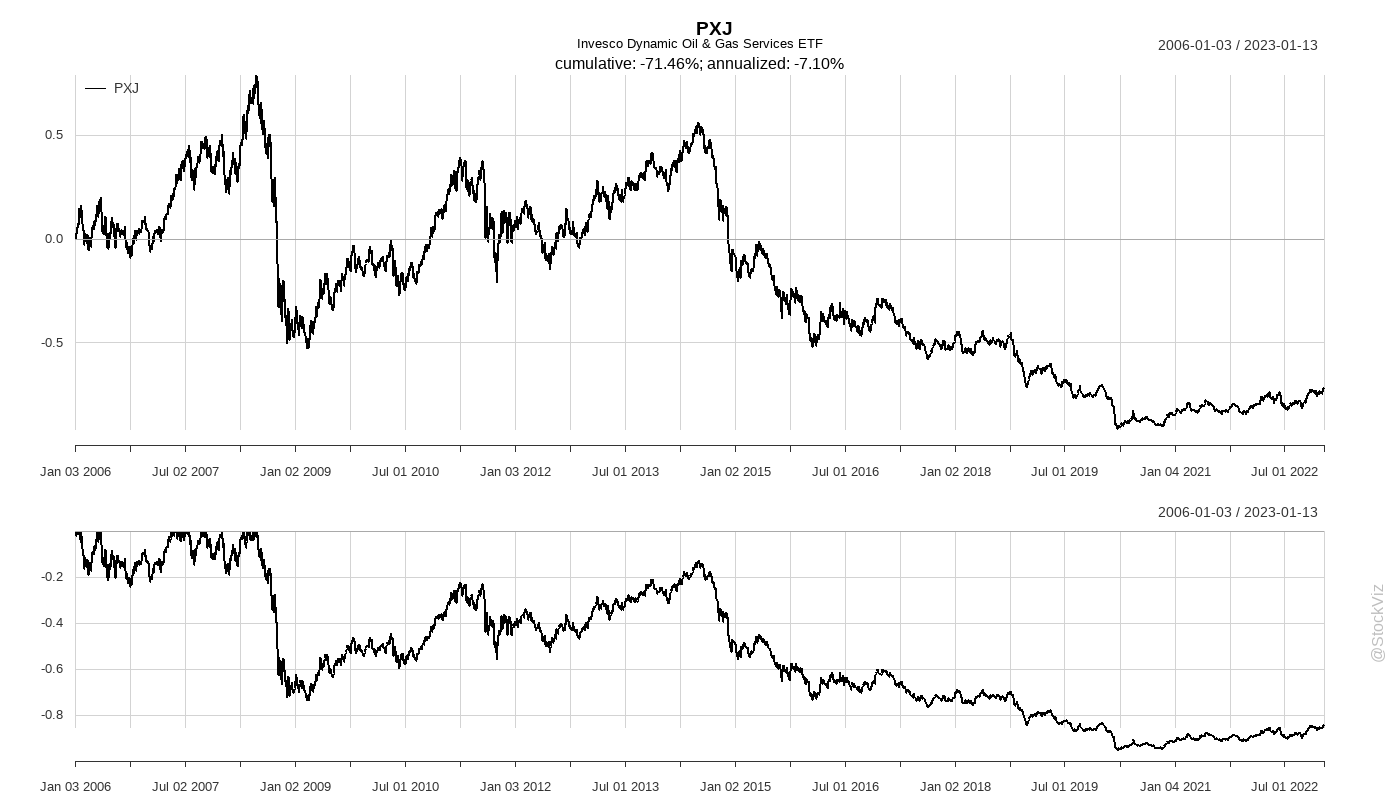 PXJ
Invesco Dynamic Oil & Gas Services ETF
cumulative: -71.46%; annualized: -7.10%
2006-01-03 / 2023-01-13
PXJ
0.5
0.0
-0.5
Jan 03 2006 Jul 02 2007 Jan 02 2009 Jul 01 2010 Jan 03 2012 Jul 01 2013 Jan 02 2015 Jul 01 2016 Jan 02 2018 Jul 01 2019 Jan 04 2021 Jul 01 2022
2006-01-03 / 2023-01-13
-0.2
-0.4
-0.6
-0.8
Jan 03 2006 Jul 02 2007 Jan 02 2009 Jul 01 2010 Jan 03 2012 Jul 01 2013 Jan 02 2015 Jul 01 2016 Jan 02 2018 Jul 01 2019 Jan 04 2021 Jul 01 2022
@StockViz